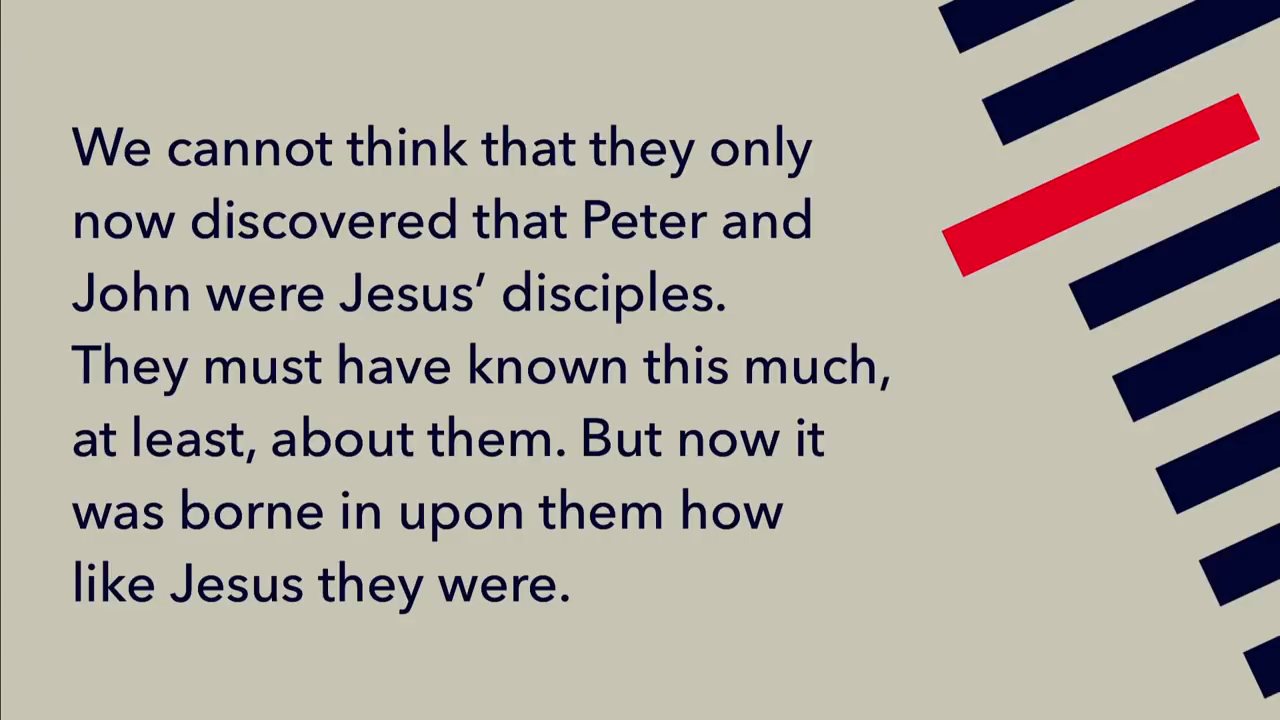 We cannot think that they only
now discovered that Peter and
John were Jesus’ disciples.
They must have known this much,
at least, about them. But now it
was borne in upon them how
like Jesus they were.